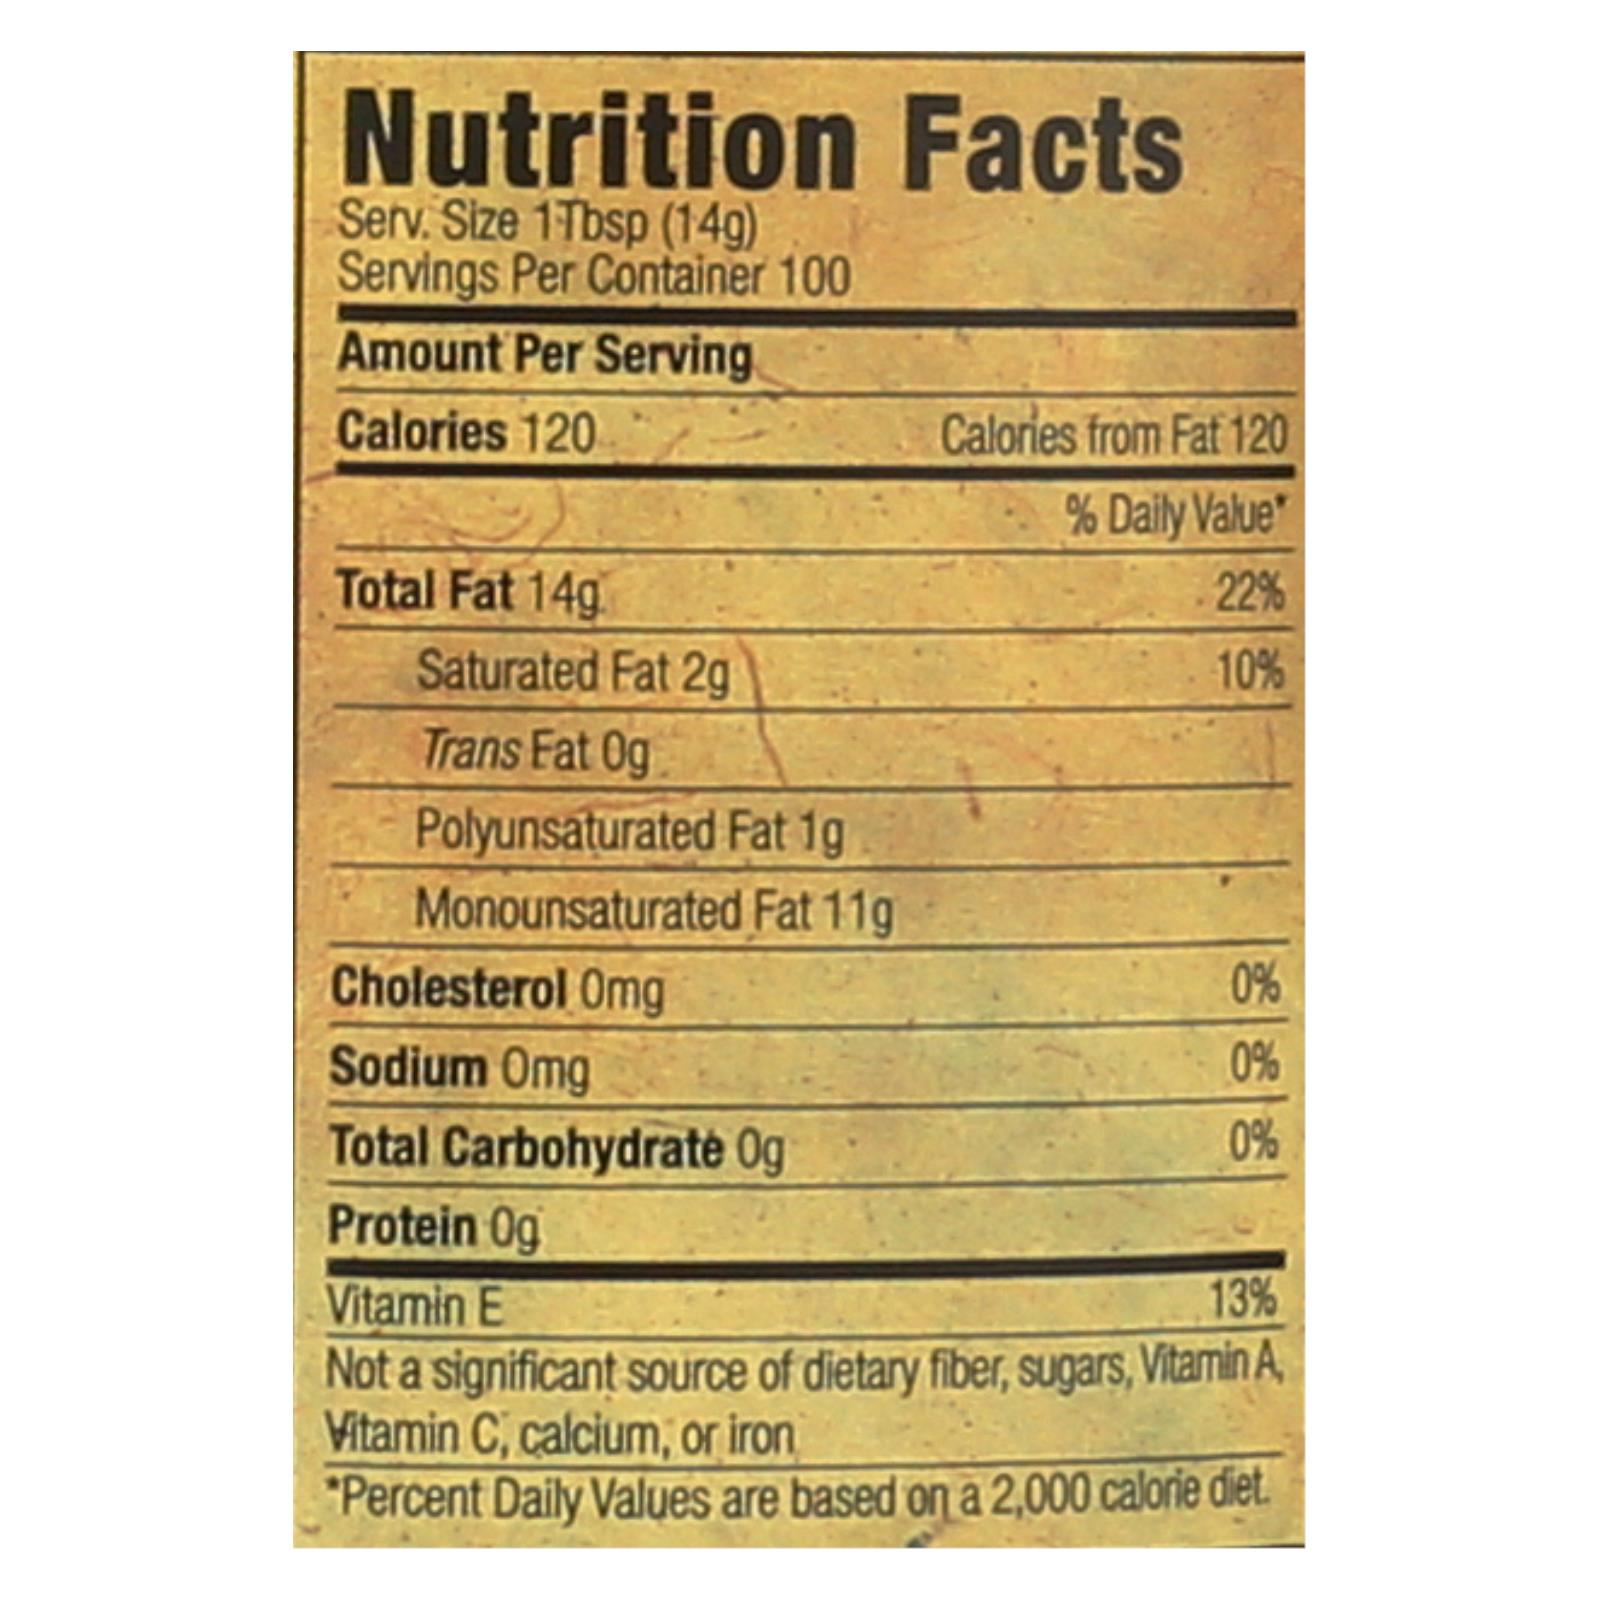 Nutrition Facts
Serv. Size 1 Tbsp (14g)
Servings Per Container 100
Amount Per Serving
Calories 120 Calories from Fat 120
% Daily Value*
Total Fat 14g 22%
Saturated Fat 2g 10%
Trans Fat 0g
Polyunsaturated Fat 1g
Monounsaturated Fat 11g
Cholesterol 0mg 0%
Sodium 0mg 0%
Total Carbohydrate 0g 0%
Protein 0g
Vitamin E 13%
Not a significant source of dietary fiber, sugars, Vitamin A,
Vitamin C, calcium, or iron
*Percent Daily Values are based on a 2,000 calorie diet.